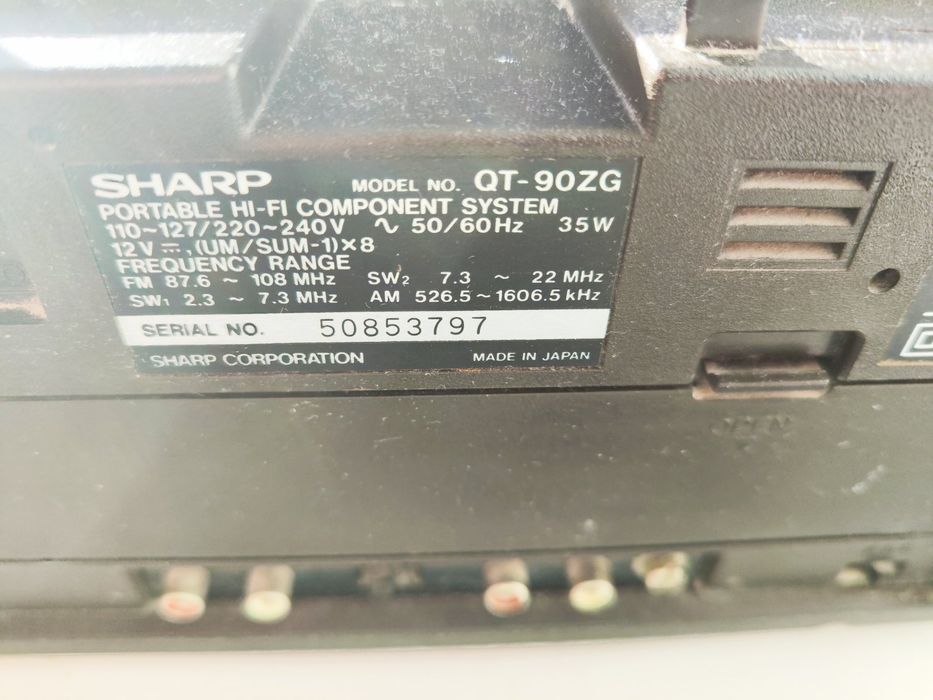 SHARP MODEL NO. QT-90ZG
PORTABLE HI-FI COMPONENT SYSTEM
110~127/220~240V ∿ 50/60Hz 35W
12V ⎓, (UM/SUM-1)×8
FREQUENCY RANGE
FM 87.6 ~ 108 MHz SW2 7.3 ~ 22 MHz
SW1 2.3 ~ 7.3 MHz AM 526.5~1606.5 kHz
SERIAL NO. 50853797
SHARP CORPORATION MADE IN JAPAN
OPEN